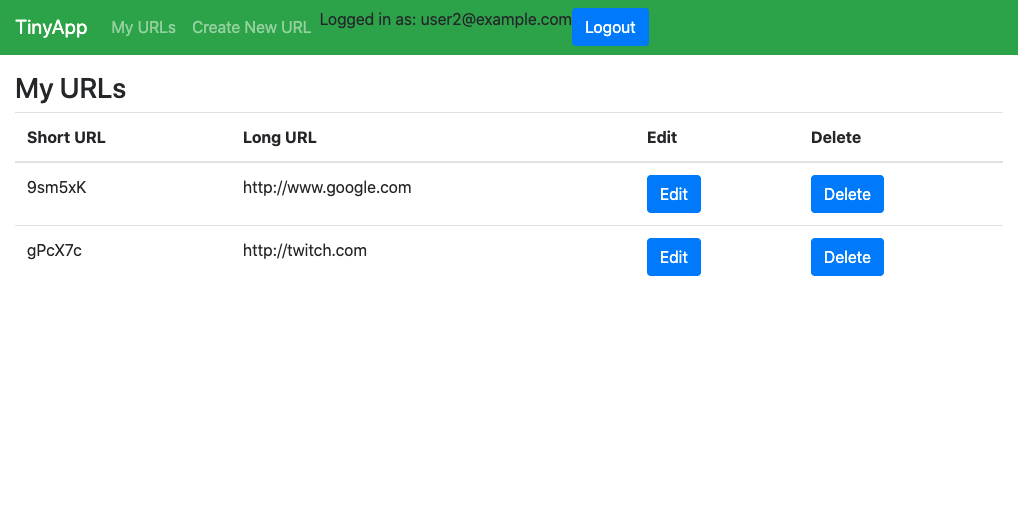 TinyApp My URLs Create New URL Logged in as: user2@example.com Logout
My URLs
Short URL Long URL Edit Delete
9sm5xK http://www.google.com Edit Delete
gPcX7c http://twitch.com Edit Delete